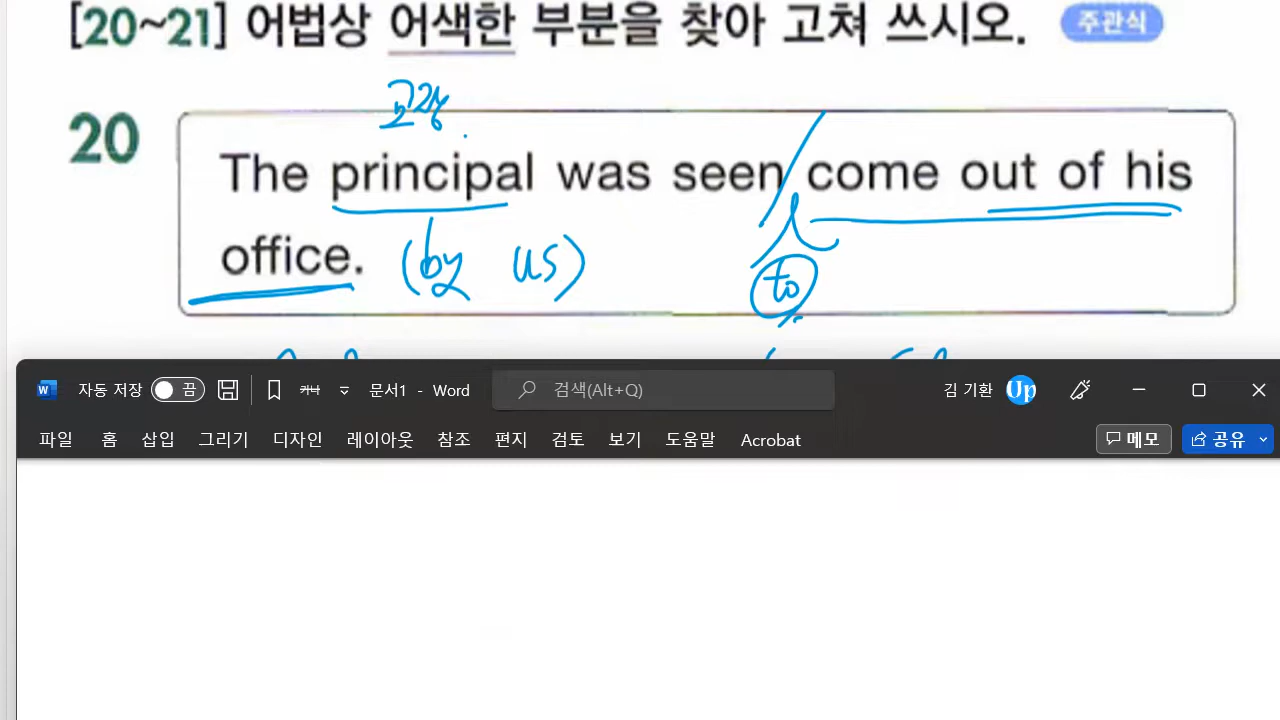 [20~21] 어법상 어색한 부분을 찾아 고쳐 쓰시오. 주관식
교장
20 The principal was seen come out of his
office. (by us) to
자동 저장 끔 가나 문서1 - Word 검색(Alt+Q) 김 기환 Up
파일 홈 삽입 그리기 디자인 레이아웃 참조 편지 검토 보기 도움말 Acrobat 메모 공유